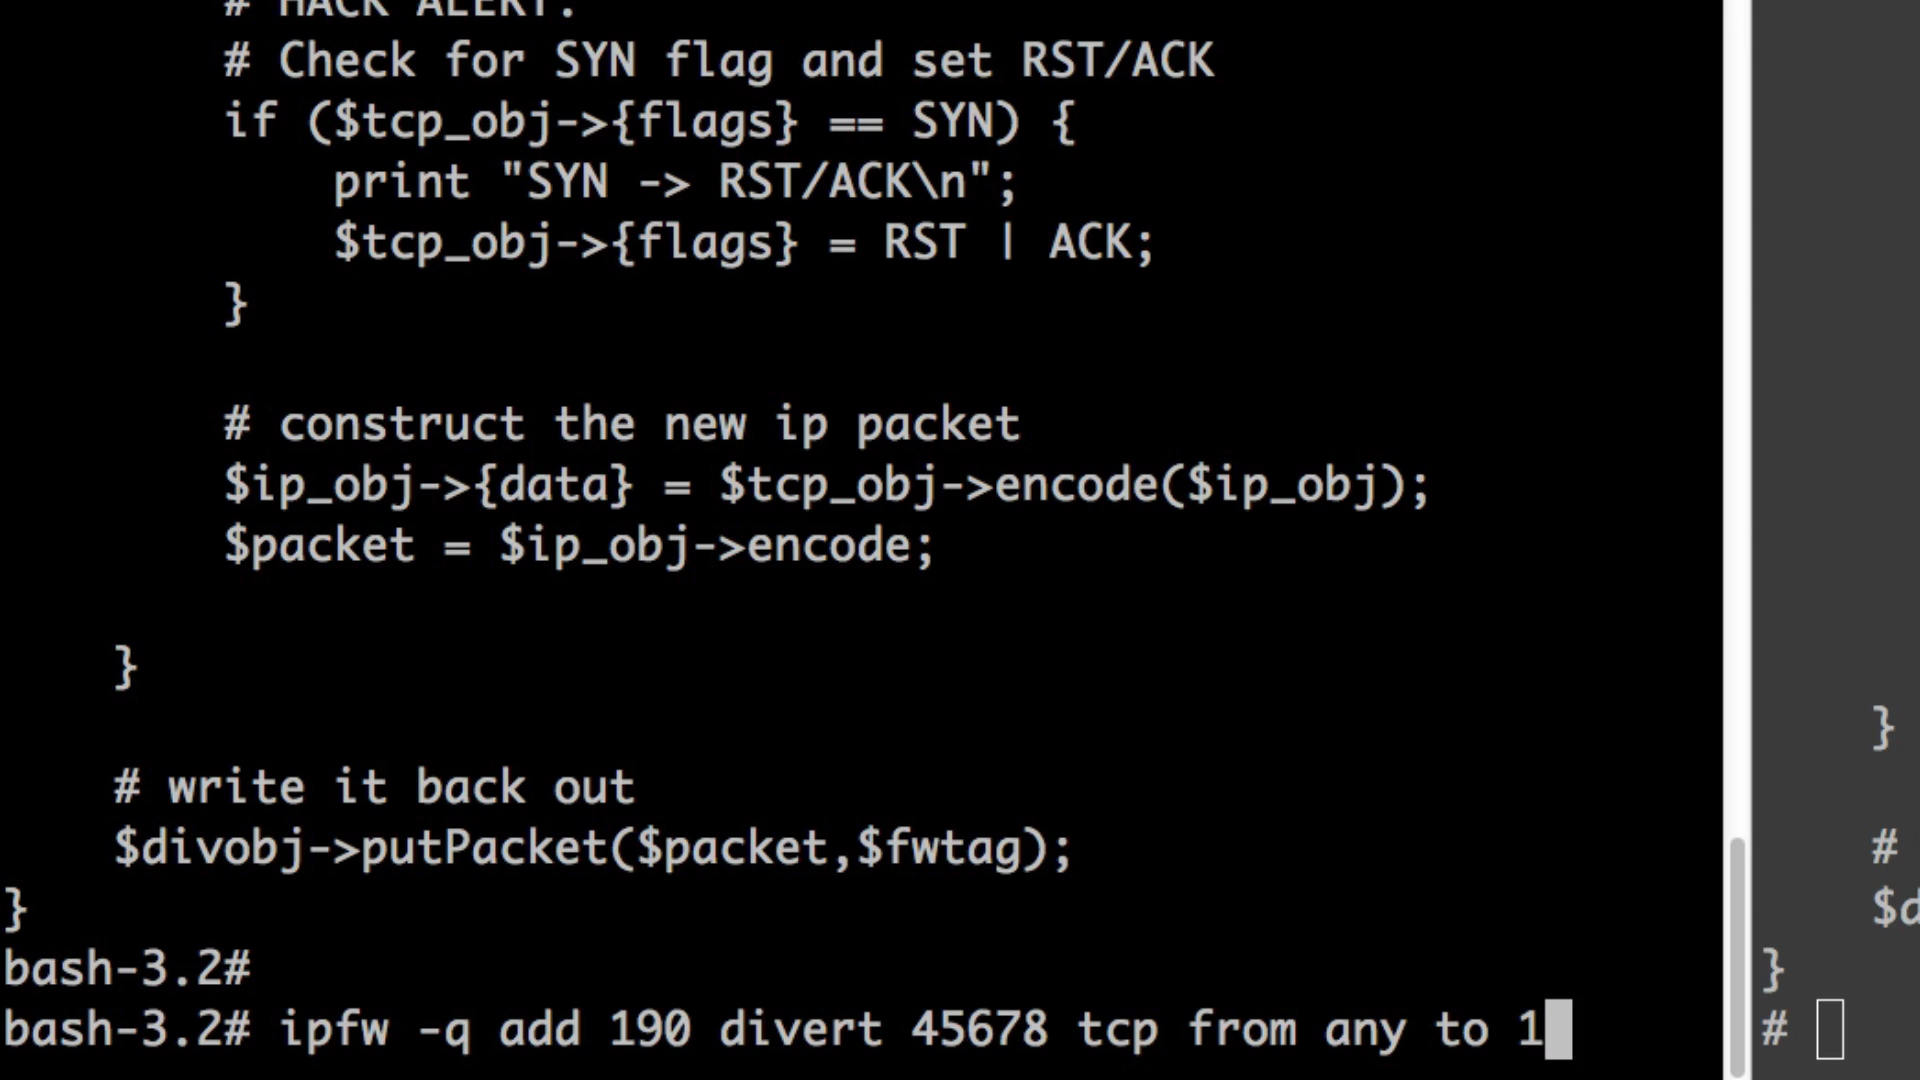 # HACK ALERT:
# Check for SYN flag and set RST/ACK
if ($tcp_obj->{flags} == SYN) {
print "SYN -> RST/ACK\n";
$tcp_obj->{flags} = RST | ACK;
}
# construct the new ip packet
$ip_obj->{data} = $tcp_obj->encode($ip_obj);
$packet = $ip_obj->encode;
}
# write it back out
$divobj->putPacket($packet,$fwtag);
}
bash-3.2#
bash-3.2# ipfw -q add 190 divert 45678 tcp from any to 1
}
#
$d
}
#